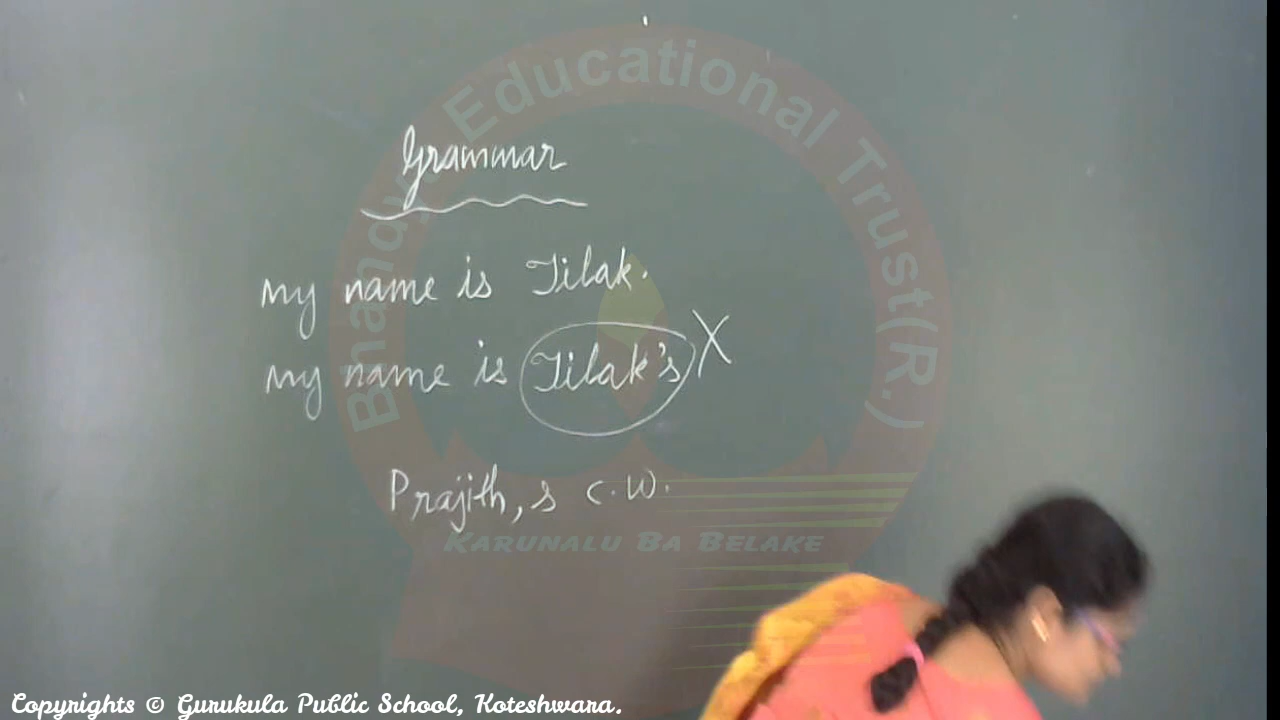 Bhandya Educational Trust(R.)
Grammar
my name is Tilak.
my name is Tilak's X
Prajith, s C.W.
KARUNALU BA BELAKE
Copyrights © Gurukula Public School, Koteshwara.